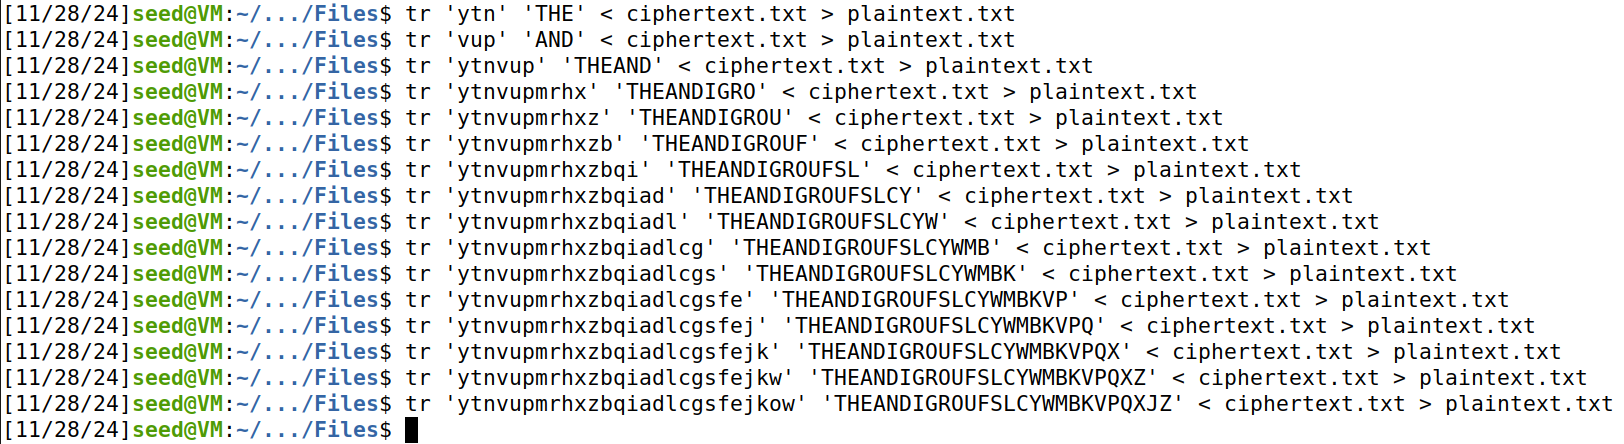 [11/28/24]seed@VM:~/.../Files$ tr 'ytn' 'THE' < ciphertext.txt > plaintext.txt
[11/28/24]seed@VM:~/.../Files$ tr 'vup' 'AND' < ciphertext.txt > plaintext.txt
[11/28/24]seed@VM:~/.../Files$ tr 'ytnvup' 'THEAND' < ciphertext.txt > plaintext.txt
[11/28/24]seed@VM:~/.../Files$ tr 'ytnvupmrhx' 'THEANDIGRO' < ciphertext.txt > plaintext.txt
[11/28/24]seed@VM:~/.../Files$ tr 'ytnvupmrhxz' 'THEANDIGROU' < ciphertext.txt > plaintext.txt
[11/28/24]seed@VM:~/.../Files$ tr 'ytnvupmrhxzb' 'THEANDIGROUF' < ciphertext.txt > plaintext.txt
[11/28/24]seed@VM:~/.../Files$ tr 'ytnvupmrhxzbqi' 'THEANDIGROUFSL' < ciphertext.txt > plaintext.txt
[11/28/24]seed@VM:~/.../Files$ tr 'ytnvupmrhxzbqiad' 'THEANDIGROUFSLCY' < ciphertext.txt > plaintext.txt
[11/28/24]seed@VM:~/.../Files$ tr 'ytnvupmrhxzbqiadl' 'THEANDIGROUFSLCYW' < ciphertext.txt > plaintext.txt
[11/28/24]seed@VM:~/.../Files$ tr 'ytnvupmrhxzbqiadlcg' 'THEANDIGROUFSLCYWMB' < ciphertext.txt > plaintext.txt
[11/28/24]seed@VM:~/.../Files$ tr 'ytnvupmrhxzbqiadlcgs' 'THEANDIGROUFSLCYWMBK' < ciphertext.txt > plaintext.txt
[11/28/24]seed@VM:~/.../Files$ tr 'ytnvupmrhxzbqiadlcgsfe' 'THEANDIGROUFSLCYWMBKVP' < ciphertext.txt > plaintext.txt
[11/28/24]seed@VM:~/.../Files$ tr 'ytnvupmrhxzbqiadlcgsfej' 'THEANDIGROUFSLCYWMBKVPQ' < ciphertext.txt > plaintext.txt
[11/28/24]seed@VM:~/.../Files$ tr 'ytnvupmrhxzbqiadlcgsfejk' 'THEANDIGROUFSLCYWMBKVPQX' < ciphertext.txt > plaintext.txt
[11/28/24]seed@VM:~/.../Files$ tr 'ytnvupmrhxzbqiadlcgsfejkw' 'THEANDIGROUFSLCYWMBKVPQXZ' < ciphertext.txt > plaintext.txt
[11/28/24]seed@VM:~/.../Files$ tr 'ytnvupmrhxzbqiadlcgsfejkow' 'THEANDIGROUFSLCYWMBKVPQXJZ' < ciphertext.txt > plaintext.txt
[11/28/24]seed@VM:~/.../Files$